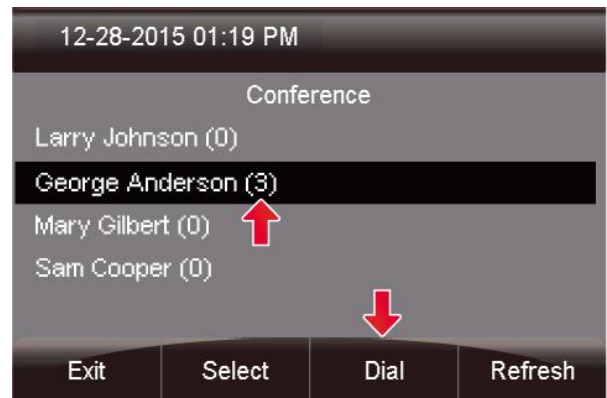 12-28-2015 01:19 PM
Conference
Larry Johnson (0)
George Anderson (3)
Mary Gilbert (0)
Sam Cooper (0)
Exit Select Dial Refresh